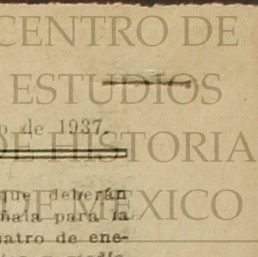 CENTRO DE
ESTUDIOS
o de 1937.
DE HISTORIA
que deberán
ñala para la
DE MÉXICO
uatro de ene-